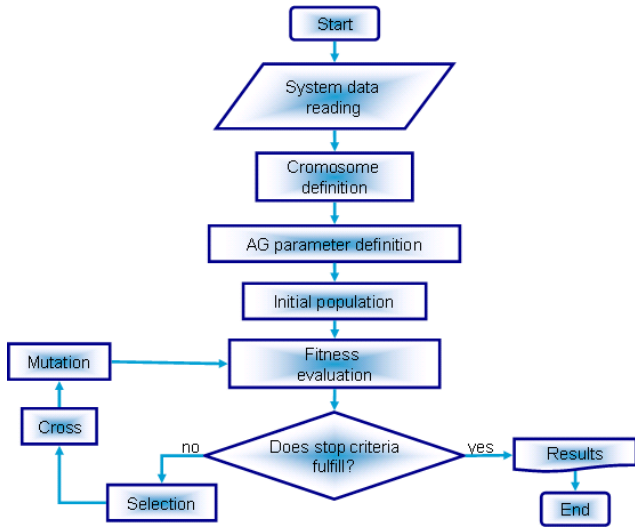 Start
System data
reading
Cromosome
definition
AG parameter definition
Initial population
Fitness
evaluation
Mutation
Cross
no
Does stop criteria
fulfill?
yes
Results
Selection
End